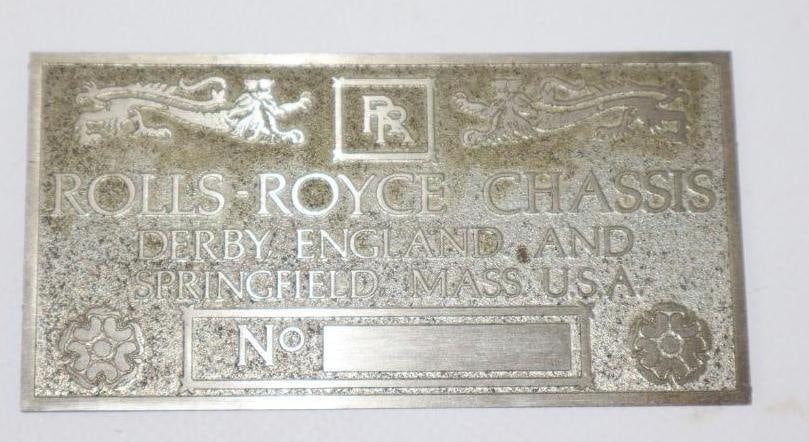 RR
ROLLS-ROYCE CHASSIS
DERBY, ENGLAND AND
SPRINGFIELD, MASS. U.S.A.
No